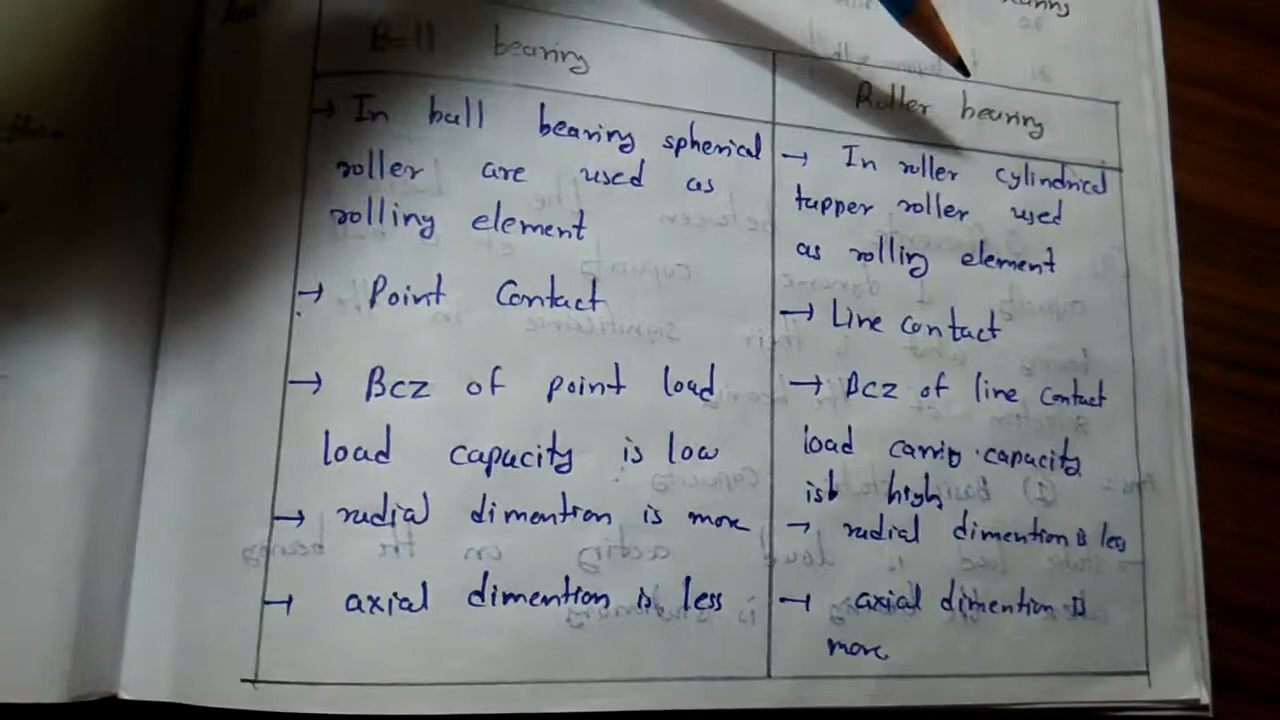 Ball bearing
→ In ball bearing spherical
roller are used as
rolling element
→ Point Contact
→ Bcz of point load
load capacity is low
→ radial dimention is more
→ axial dimention is less
Roller bearing
→ In roller cylindrical
tapper roller used
as rolling element
→ Line contact
→ Bcz of line contact
load carrig capacity
is high
→ radial dimention is less
→ axial dimention is
more